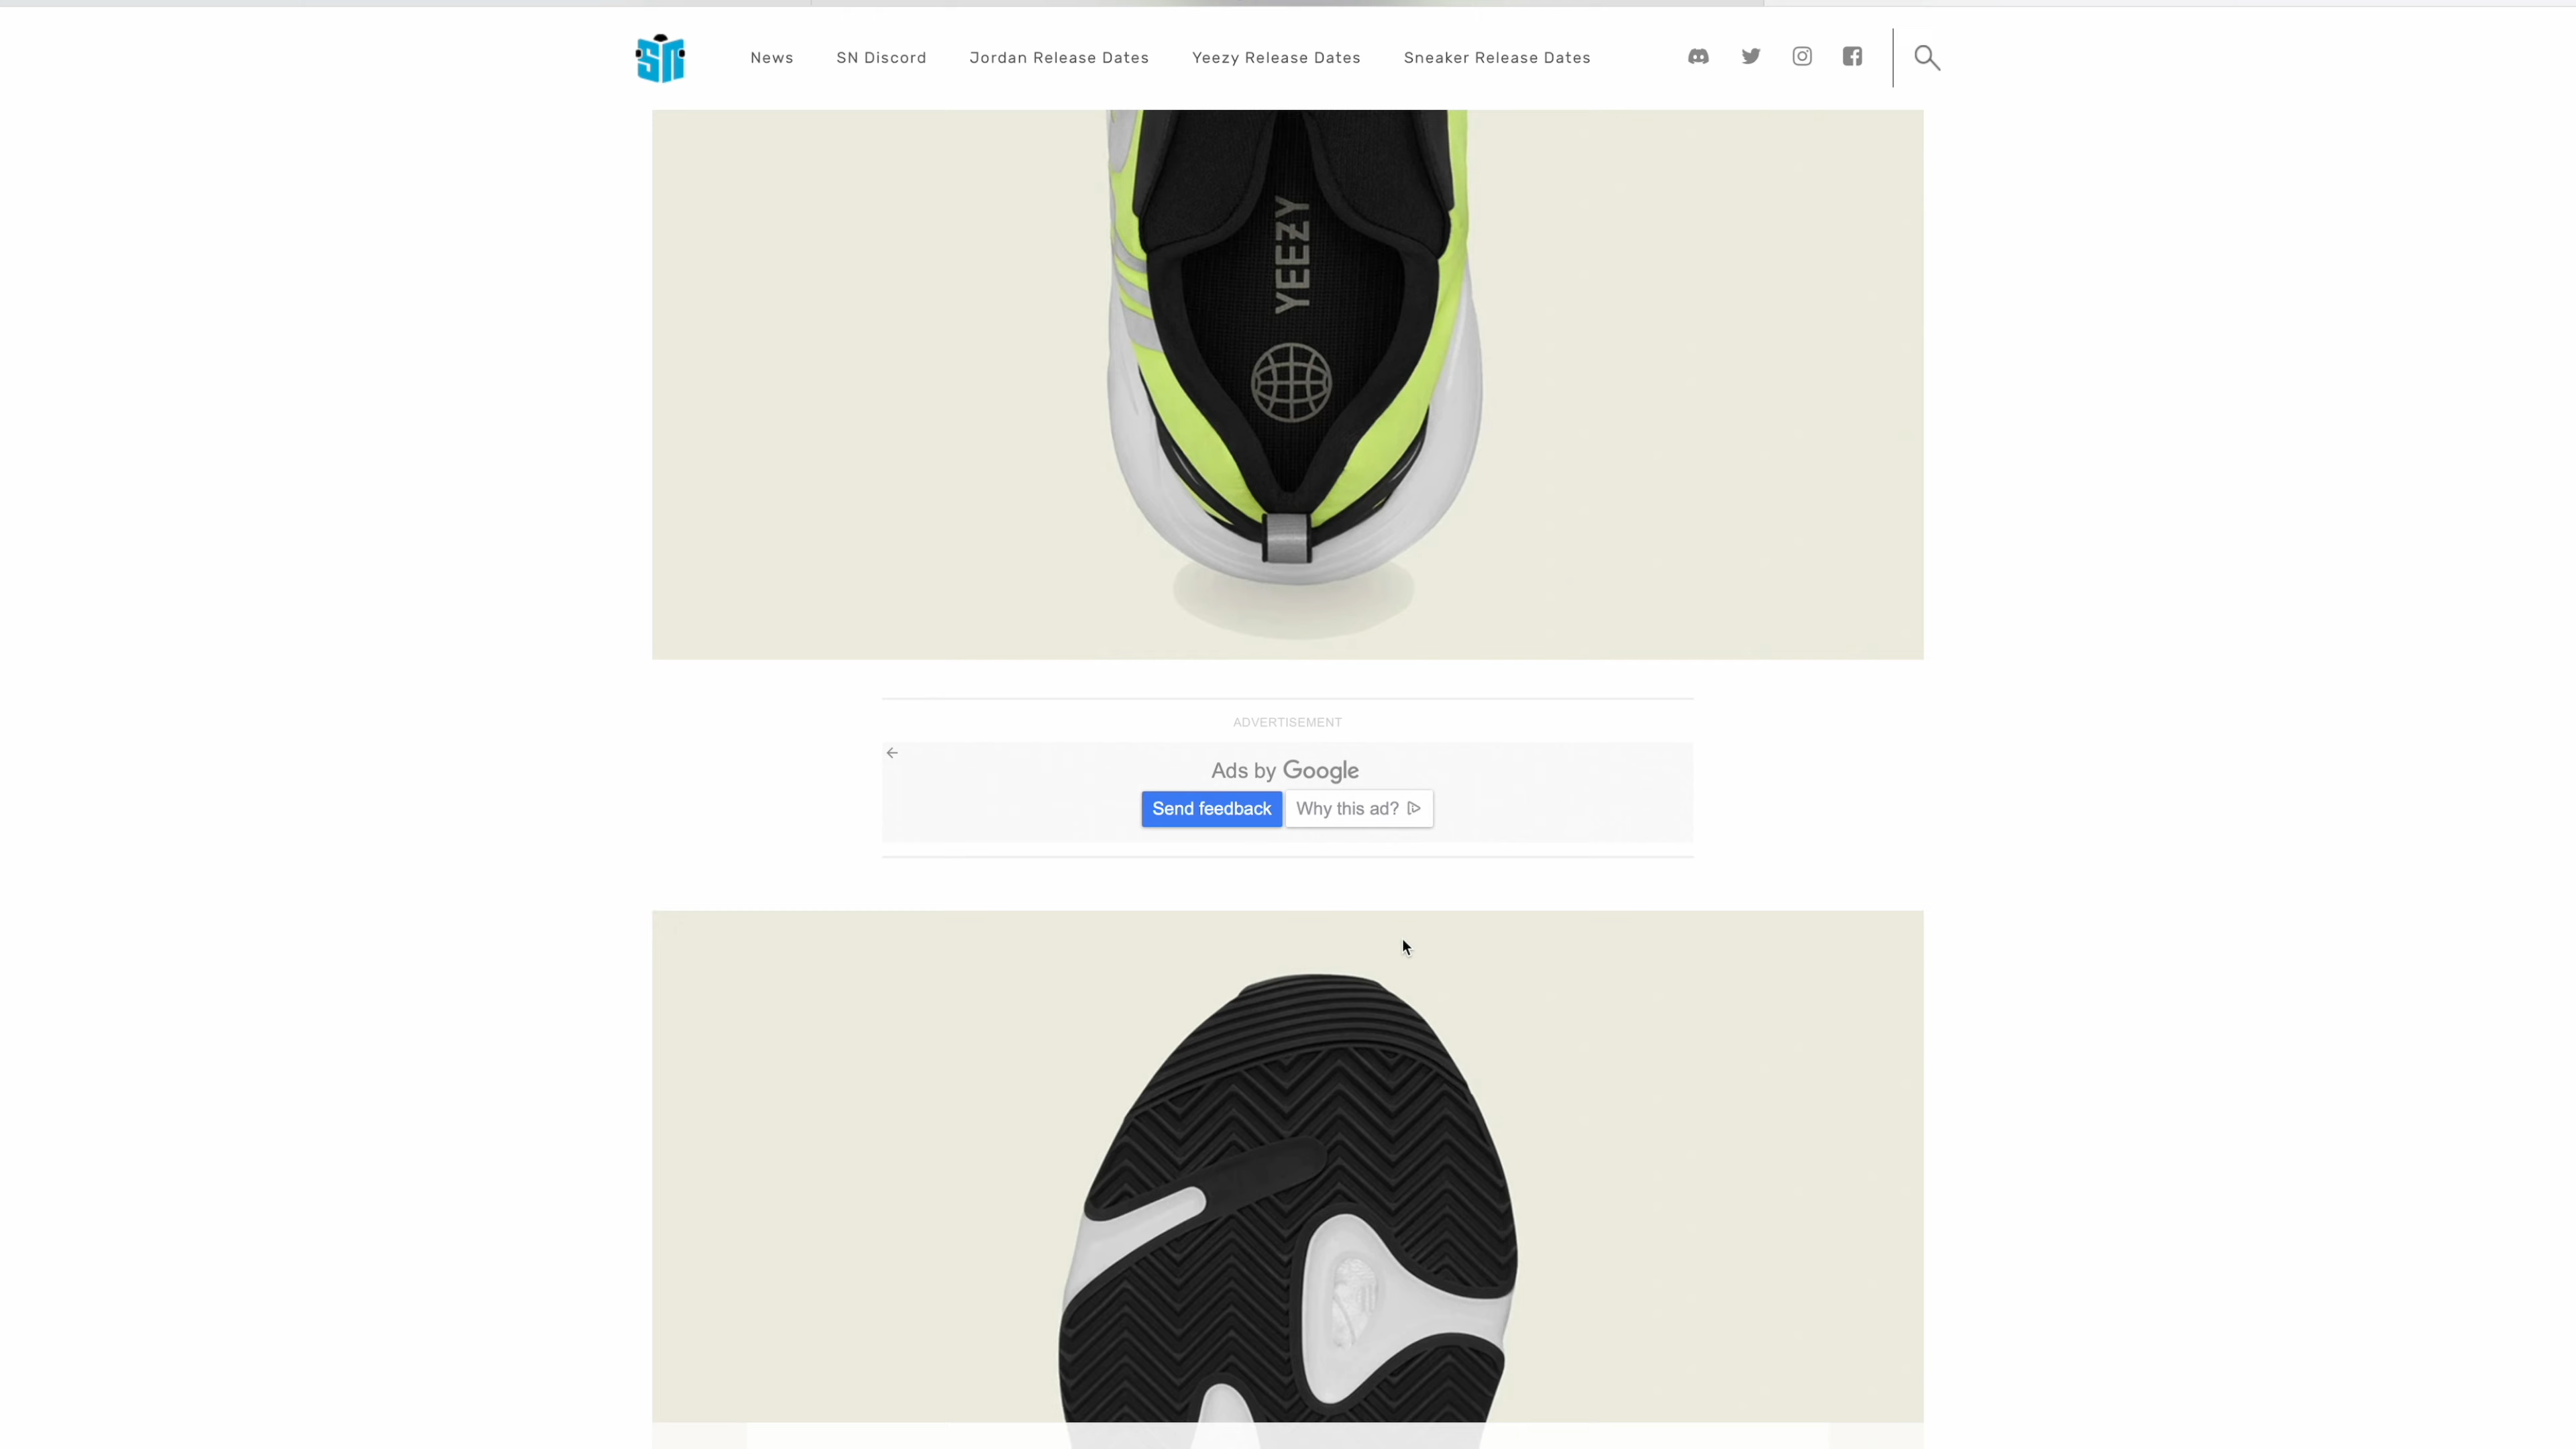 SN
News
SN Discord
Jordan Release Dates
Yeezy Release Dates
Sneaker Release Dates
YEEZY
ADVERTISEMENT
Ads by Google
Send feedback
Why this ad?